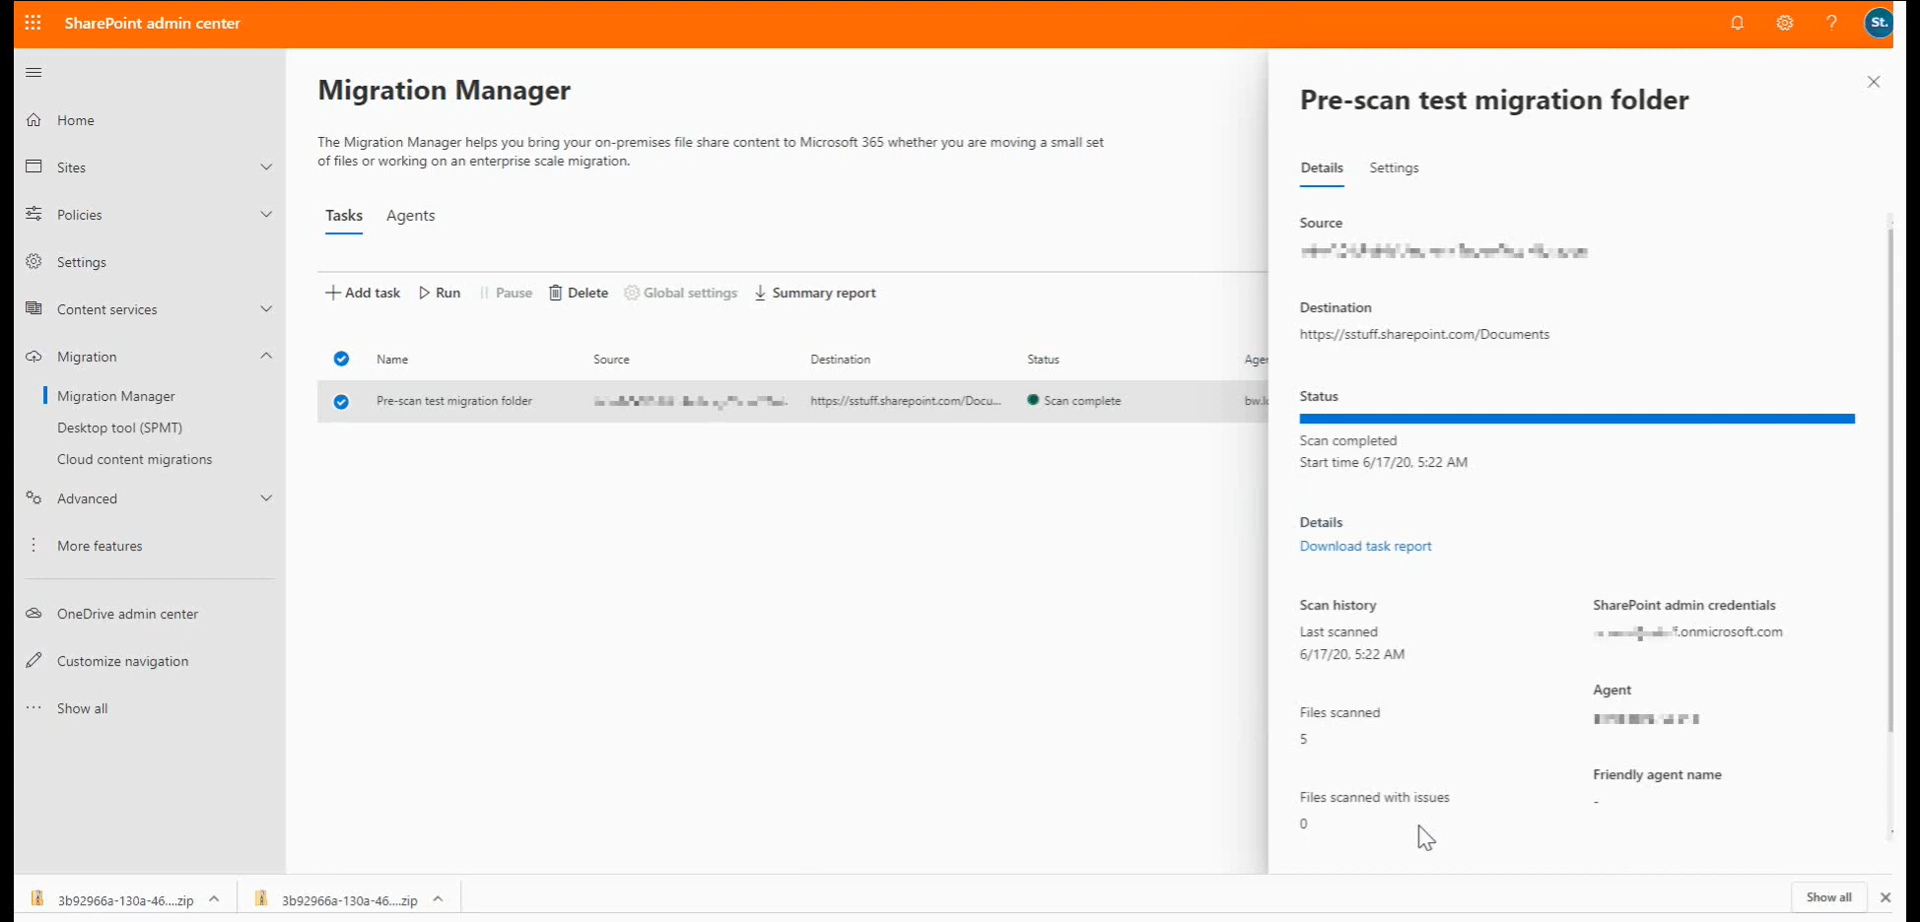 SharePoint admin center
St.
Home
Sites
Policies
Settings
Content services
Migration
Migration Manager
Desktop tool (SPMT)
Cloud content migrations
Advanced
More features
OneDrive admin center
Customize navigation
Show all
Migration Manager
The Migration Manager helps you bring your on-premises file share content to Microsoft 365 whether you are moving a small set
of files or working on an enterprise scale migration.
Tasks Agents
Add task Run Pause Delete Global settings Summary report
Name Source Destination Status Agen
Pre-scan test migration folder https://sstuff.sharepoint.com/Docu... Scan complete
Pre-scan test migration folder
Details Settings
Source
Destination
https://sstuff.sharepoint.com/Documents
Status
Scan completed
Start time 6/17/20, 5:22 AM
Details
Download task report
Scan history
Last scanned
6/17/20, 5:22 AM
Files scanned
5
Files scanned with issues
0
SharePoint admin credentials
.onmicrosoft.com
Agent
Friendly agent name
-
3b92966a-130a-46....zip 3b92966a-130a-46....zip Show all